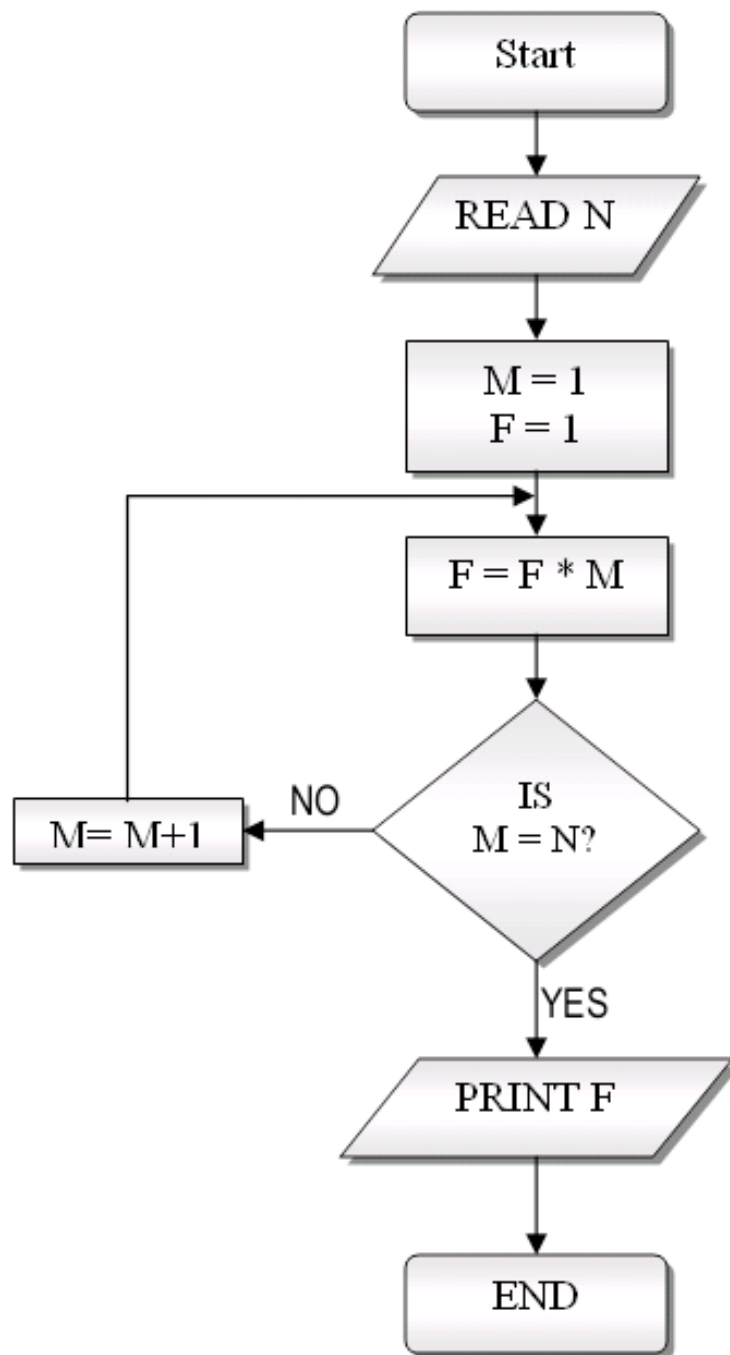 Start
READ N
M = 1
F = 1
F = F * M
IS
M = N?
NO
M= M+1
YES
PRINT F
END